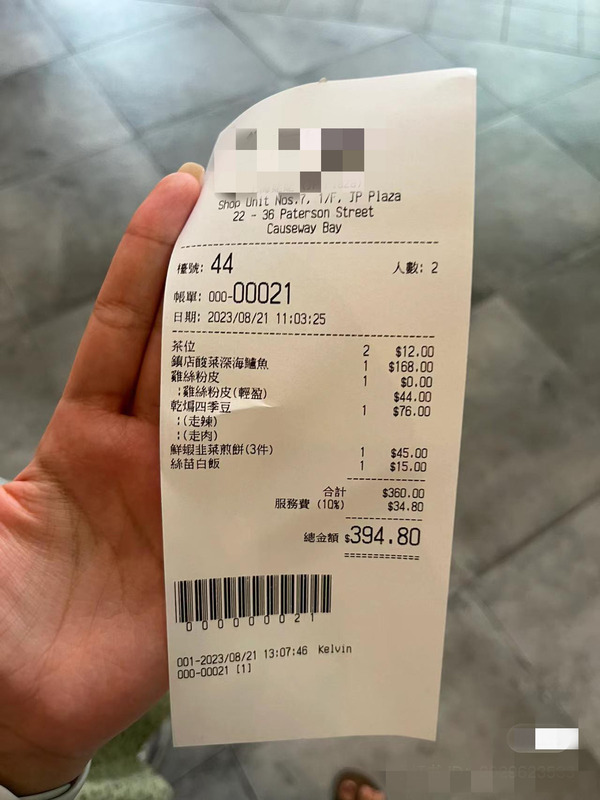 Shop Unit Nos.7, 1/F, JP Plaza
22 - 36 Paterson Street
Causeway Bay
檯號: 44 人數: 2
帳單: 000-00021
日期: 2023/08/21 11:03:25
茶位 2 $12.00
鎮店酸菜深海鱸魚 1 $168.00
雞絲粉皮 1 $0.00
:雞絲粉皮(輕盈) $44.00
乾煸四季豆 1 $76.00
:(走辣)
:(走肉)
鮮蝦韭菜煎餅(3件) 1 $45.00
絲苗白飯 1 $15.00
合計 $360.00
服務費 (10%) $34.80
總金額 $394.80
000000021
001-2023/08/21 13:07:46 Kelvin
000-00021 [1]